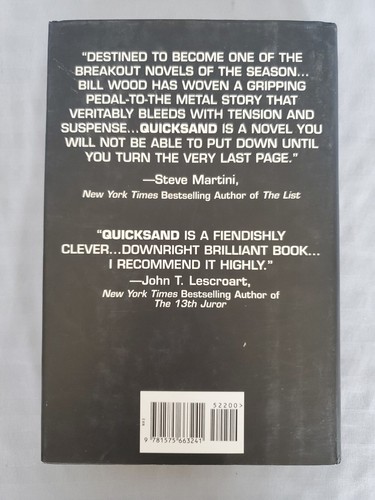 "DESTINED TO BECOME ONE OF THE
BREAKOUT NOVELS OF THE SEASON...
BILL WOOD HAS WOVEN A GRIPPING
PEDAL-TO-THE METAL STORY THAT
VERITABLY BLEEDS WITH TENSION AND
SUSPENSE...QUICKSAND IS A NOVEL YOU
WILL NOT BE ABLE TO PUT DOWN UNTIL
YOU TURN THE VERY LAST PAGE."
—Steve Martini,
New York Times Bestselling Author of The List
"QUICKSAND IS A FIENDISHLY
CLEVER...DOWNRIGHT BRILLIANT BOOK...
I RECOMMEND IT HIGHLY."
—John T. Lescroart,
New York Times Bestselling Author of
The 13th Juror
52200>
9 781575 663241